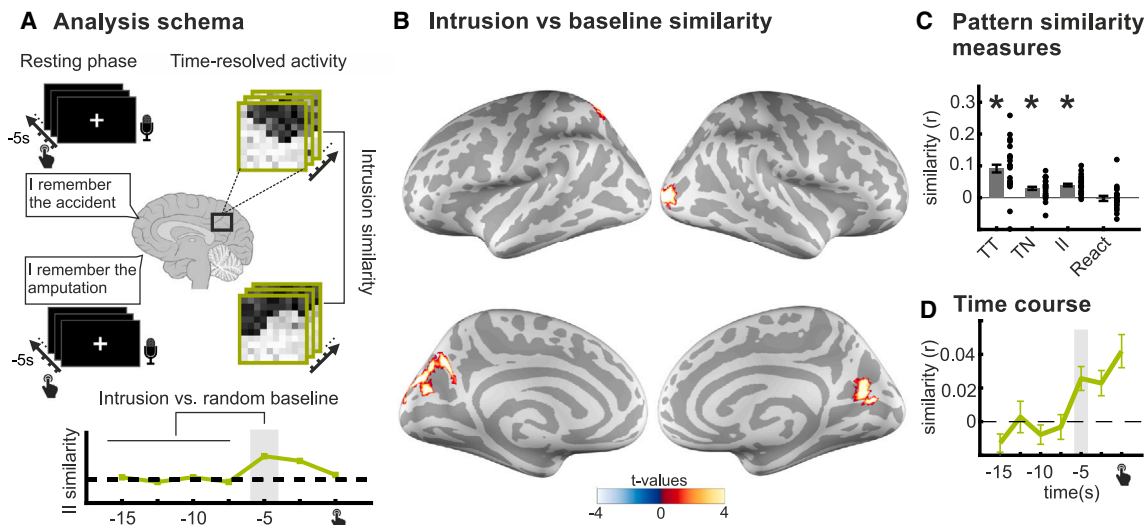 A Analysis schema
Resting phase
Time-resolved activity
-5s
I remember
the accident
I remember the
amputation
-5s
Intrusion similarity
Intrusion vs. random baseline
II similarity
-15
-10
-5
B Intrusion vs baseline similarity
t-values
-4
0
4
C Pattern similarity
measures
similarity (r)
0.3
0.2
0.1
0
* * *
TT
TN
II
React
D Time course
similarity (r)
0.04
0.02
0
-15
-10
-5
time(s)